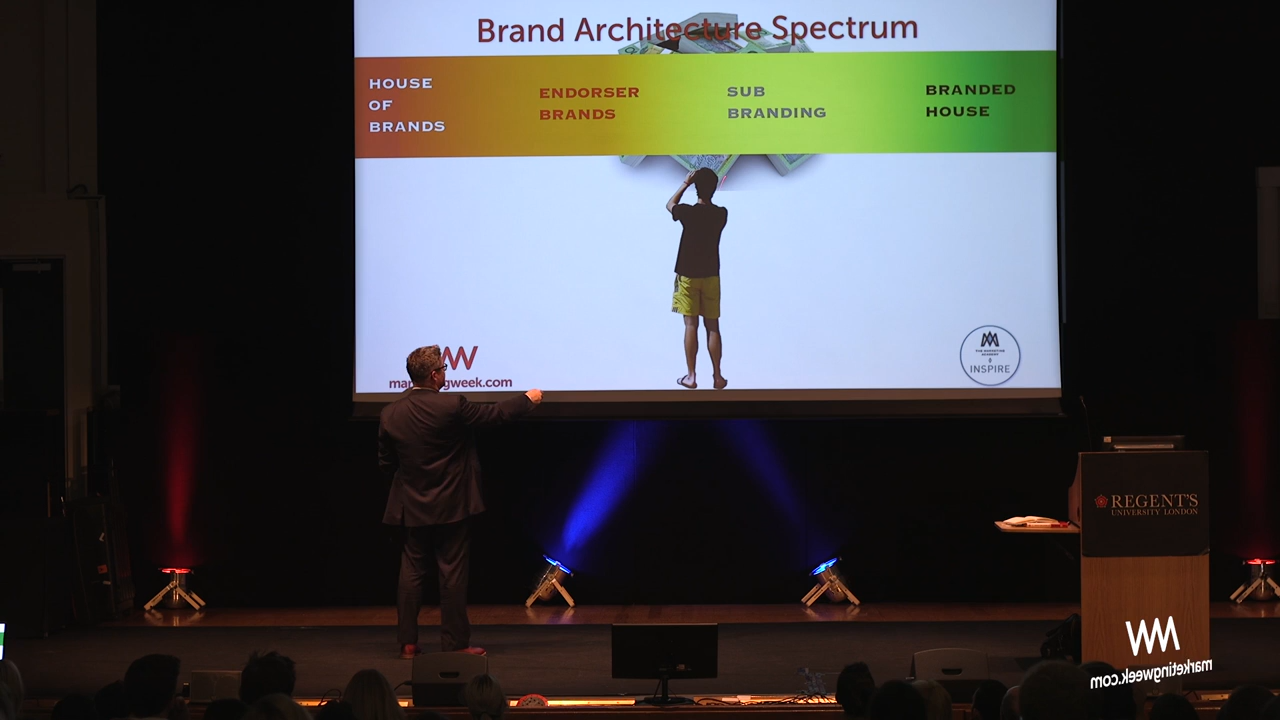 Brand Architecture Spectrum
HOUSE
OF
BRANDS
ENDORSER
BRANDS
SUB
BRANDING
BRANDED
HOUSE
INSPIRE
REGENT'S
UNIVERSITY LONDON
marketingweek.com